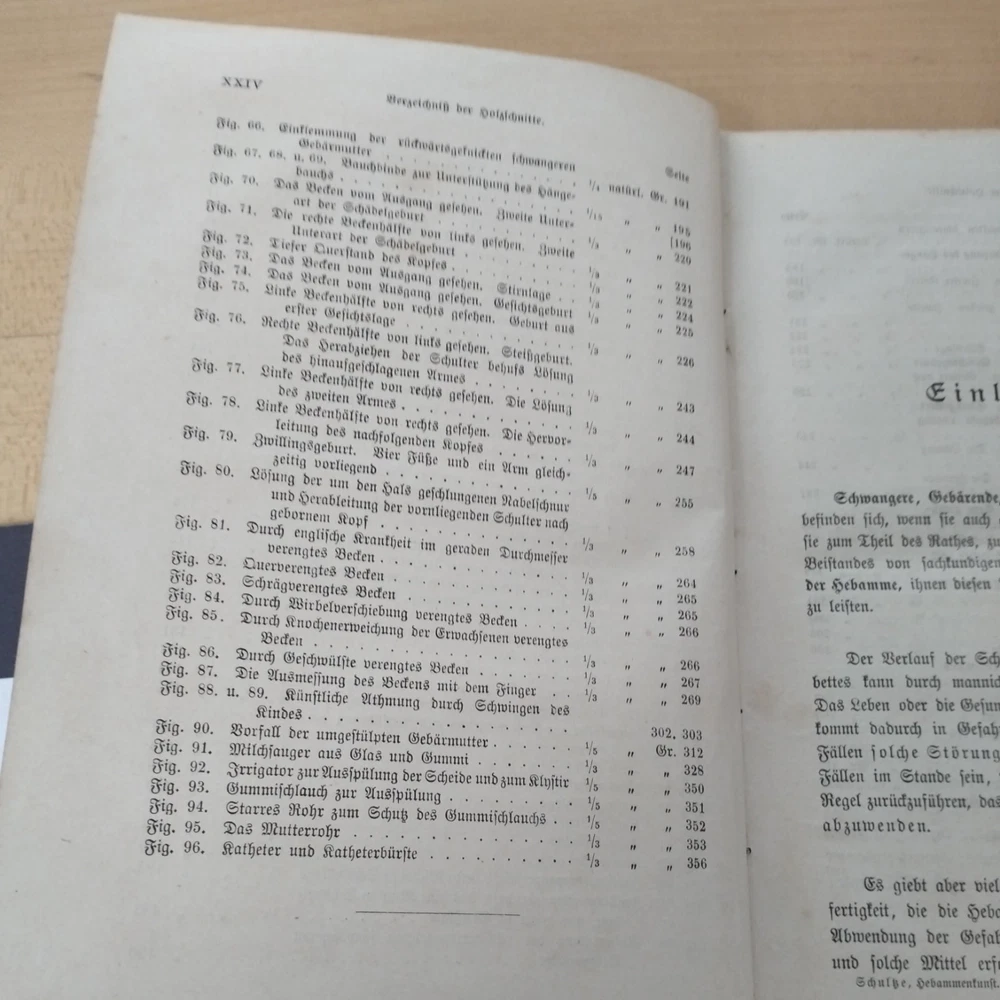 XXIV
Verzeichniß der Holzschnitte.
Seite
Fig. 66. Einklemmung der rückwärtsgeknickten schwangeren
Gebärmutter . . . . . . . . . . . . 1/4 natürl. Gr. 191
Fig. 67. 68. u. 69. Bauchbinde zur Unterstützung des Hänge-
bauchs . . . . . . . . . . . . . . 1/15 " " 195
[196
Fig. 70. Das Becken vom Ausgang gesehen. Zweite Unter-
art der Schädelgeburt . . . . . . . . . 1/3 " " 220
Fig. 71. Die rechte Beckenhälfte von links gesehen. Zweite
Unterart der Schädelgeburt . . . . . . . 1/3 " " 221
Fig. 72. Tiefer Querstand des Kopfes . . . . . . . . 1/3 " " 222
Fig. 73. Das Becken vom Ausgang gesehen. Stirnlage . . 1/3 " " 224
Fig. 74. Das Becken vom Ausgang gesehen. Gesichtsgeburt 1/3 " " 225
Fig. 75. Linke Beckenhälfte von rechts gesehen. Geburt aus
erster Gesichtslage . . . . . . . . . . 1/3 " " 226
Fig. 76. Rechte Beckenhälfte von links gesehen. Steißgeburt.
Das Herabziehen der Schulter behufs Lösung
des hinaufgeschlagenen Armes . . . . . . . 1/3 " " 243
Fig. 77. Linke Beckenhälfte von rechts gesehen. Die Lösung
des zweiten Armes . . . . . . . . . . . 1/3 " " 244
Fig. 78. Linke Beckenhälfte von rechts gesehen. Die Hervor-
leitung des nachfolgenden Kopfes . . . . . . 1/3 " " 247
Fig. 79. Zwillingsgeburt. Vier Füße und ein Arm gleich-
zeitig vorliegend . . . . . . . . . . . 1/5 " " 255
Fig. 80. Lösung der um den Hals geschlungenen Nabelschnur
und Herableitung der vornliegenden Schulter nach
gebornem Kopf . . . . . . . . . . . . 1/3 " " 258
Fig. 81. Durch englische Krankheit im geraden Durchmesser
verengtes Becken . . . . . . . . . . . 1/3 " " 264
Fig. 82. Querverengtes Becken . . . . . . . . . . 1/3 " " 265
Fig. 83. Schrägverengtes Becken . . . . . . . . . 1/3 " " 265
Fig. 84. Durch Wirbelverschiebung verengtes Becken . . . . 1/3 " " 266
Fig. 85. Durch Knochenerweichung der Erwachsenen verengtes
Becken . . . . . . . . . . . . . . 1/3 " " 266
Fig. 86. Durch Geschwülste verengtes Becken . . . . . . 1/3 " " 267
Fig. 87. Die Ausmessung des Beckens mit dem Finger . . 1/3 " " 269
Fig. 88. u. 89. Künstliche Athmung durch Schwingen des
Kindes . . . . . . . . . . . . . . 302. 303
Fig. 90. Vorfall der umgestülpten Gebärmutter . . . . . . 1/5 " Gr. 312
Fig. 91. Milchsauger aus Glas und Gummi . . . . . . . 1/3 " " 328
Fig. 92. Irrigator zur Ausspülung der Scheide und zum Klystir 1/5 " " 350
Fig. 93. Gummischlauch zur Ausspülung . . . . . . . . 1/5 " " 351
Fig. 94. Starres Rohr zum Schutz des Gummischlauchs . . 1/5 " " 352
Fig. 95. Das Mutterrohr . . . . . . . . . . . . 1/3 " " 353
Fig. 96. Katheter und Katheterbürste . . . . . . . . . 1/3 " " 356
Einl
Schwangere, Gebärende,
befinden sich, wenn sie auch
sie zum Theil des Rathes, zu
Beistandes von sachkundigen
der Hebamme, ihnen diesen
zu leisten.
Der Verlauf der Sch
bettes kann durch mannich
Das Leben oder die Gesun
kommt dadurch in Gefah
Fällen solche Störung
Fällen im Stande sein,
Regel zurückzuführen, das
abzuwenden.
Es giebt aber viel
fertigkeit, die die Heba
Abwendung der Gefah
und solche Mittel erf
Schultze, Hebammenkunst.